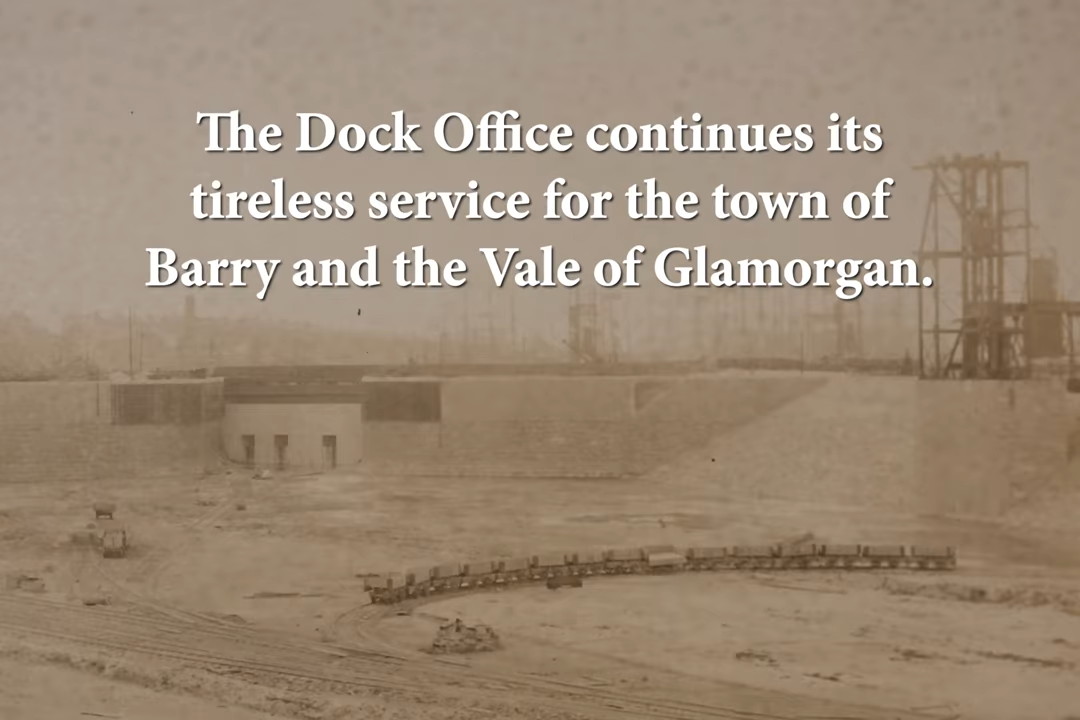 The Dock Office continues its
tireless service for the town of
Barry and the Vale of Glamorgan.